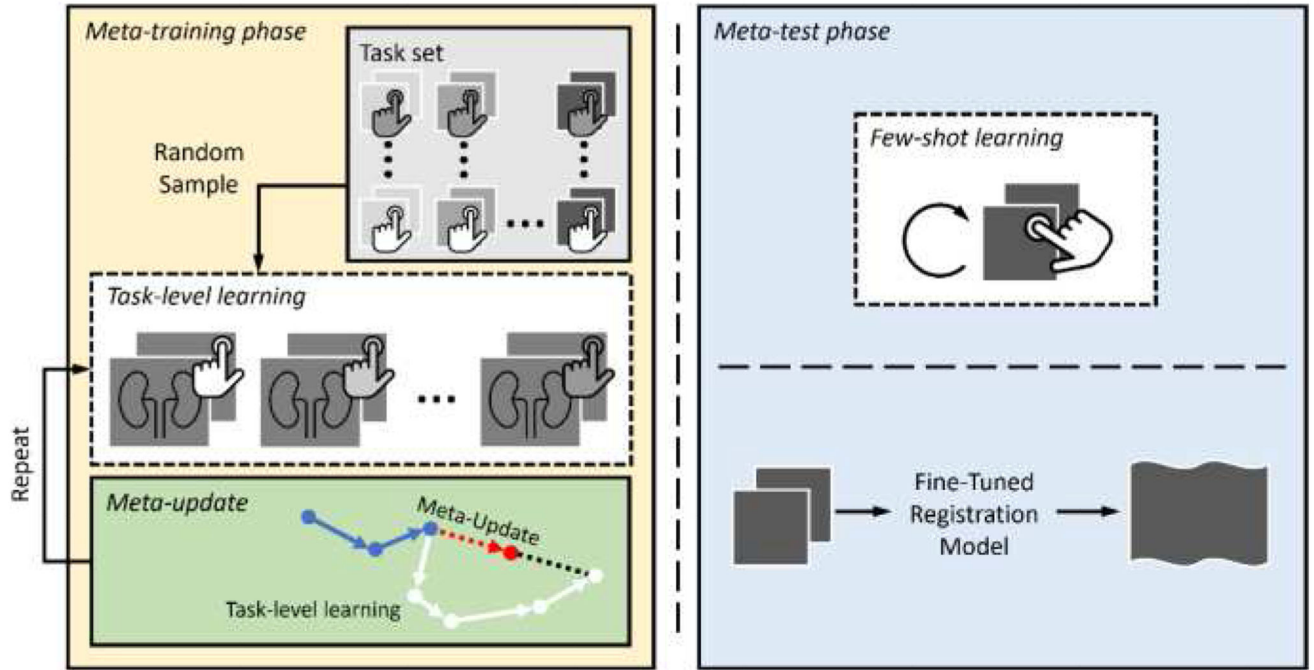 Meta-training phase
Task set
Random
Sample
Task-level learning
Repeat
Meta-update
Meta-Update
Task-level learning
Meta-test phase
Few-shot learning
Fine-Tuned
Registration
Model